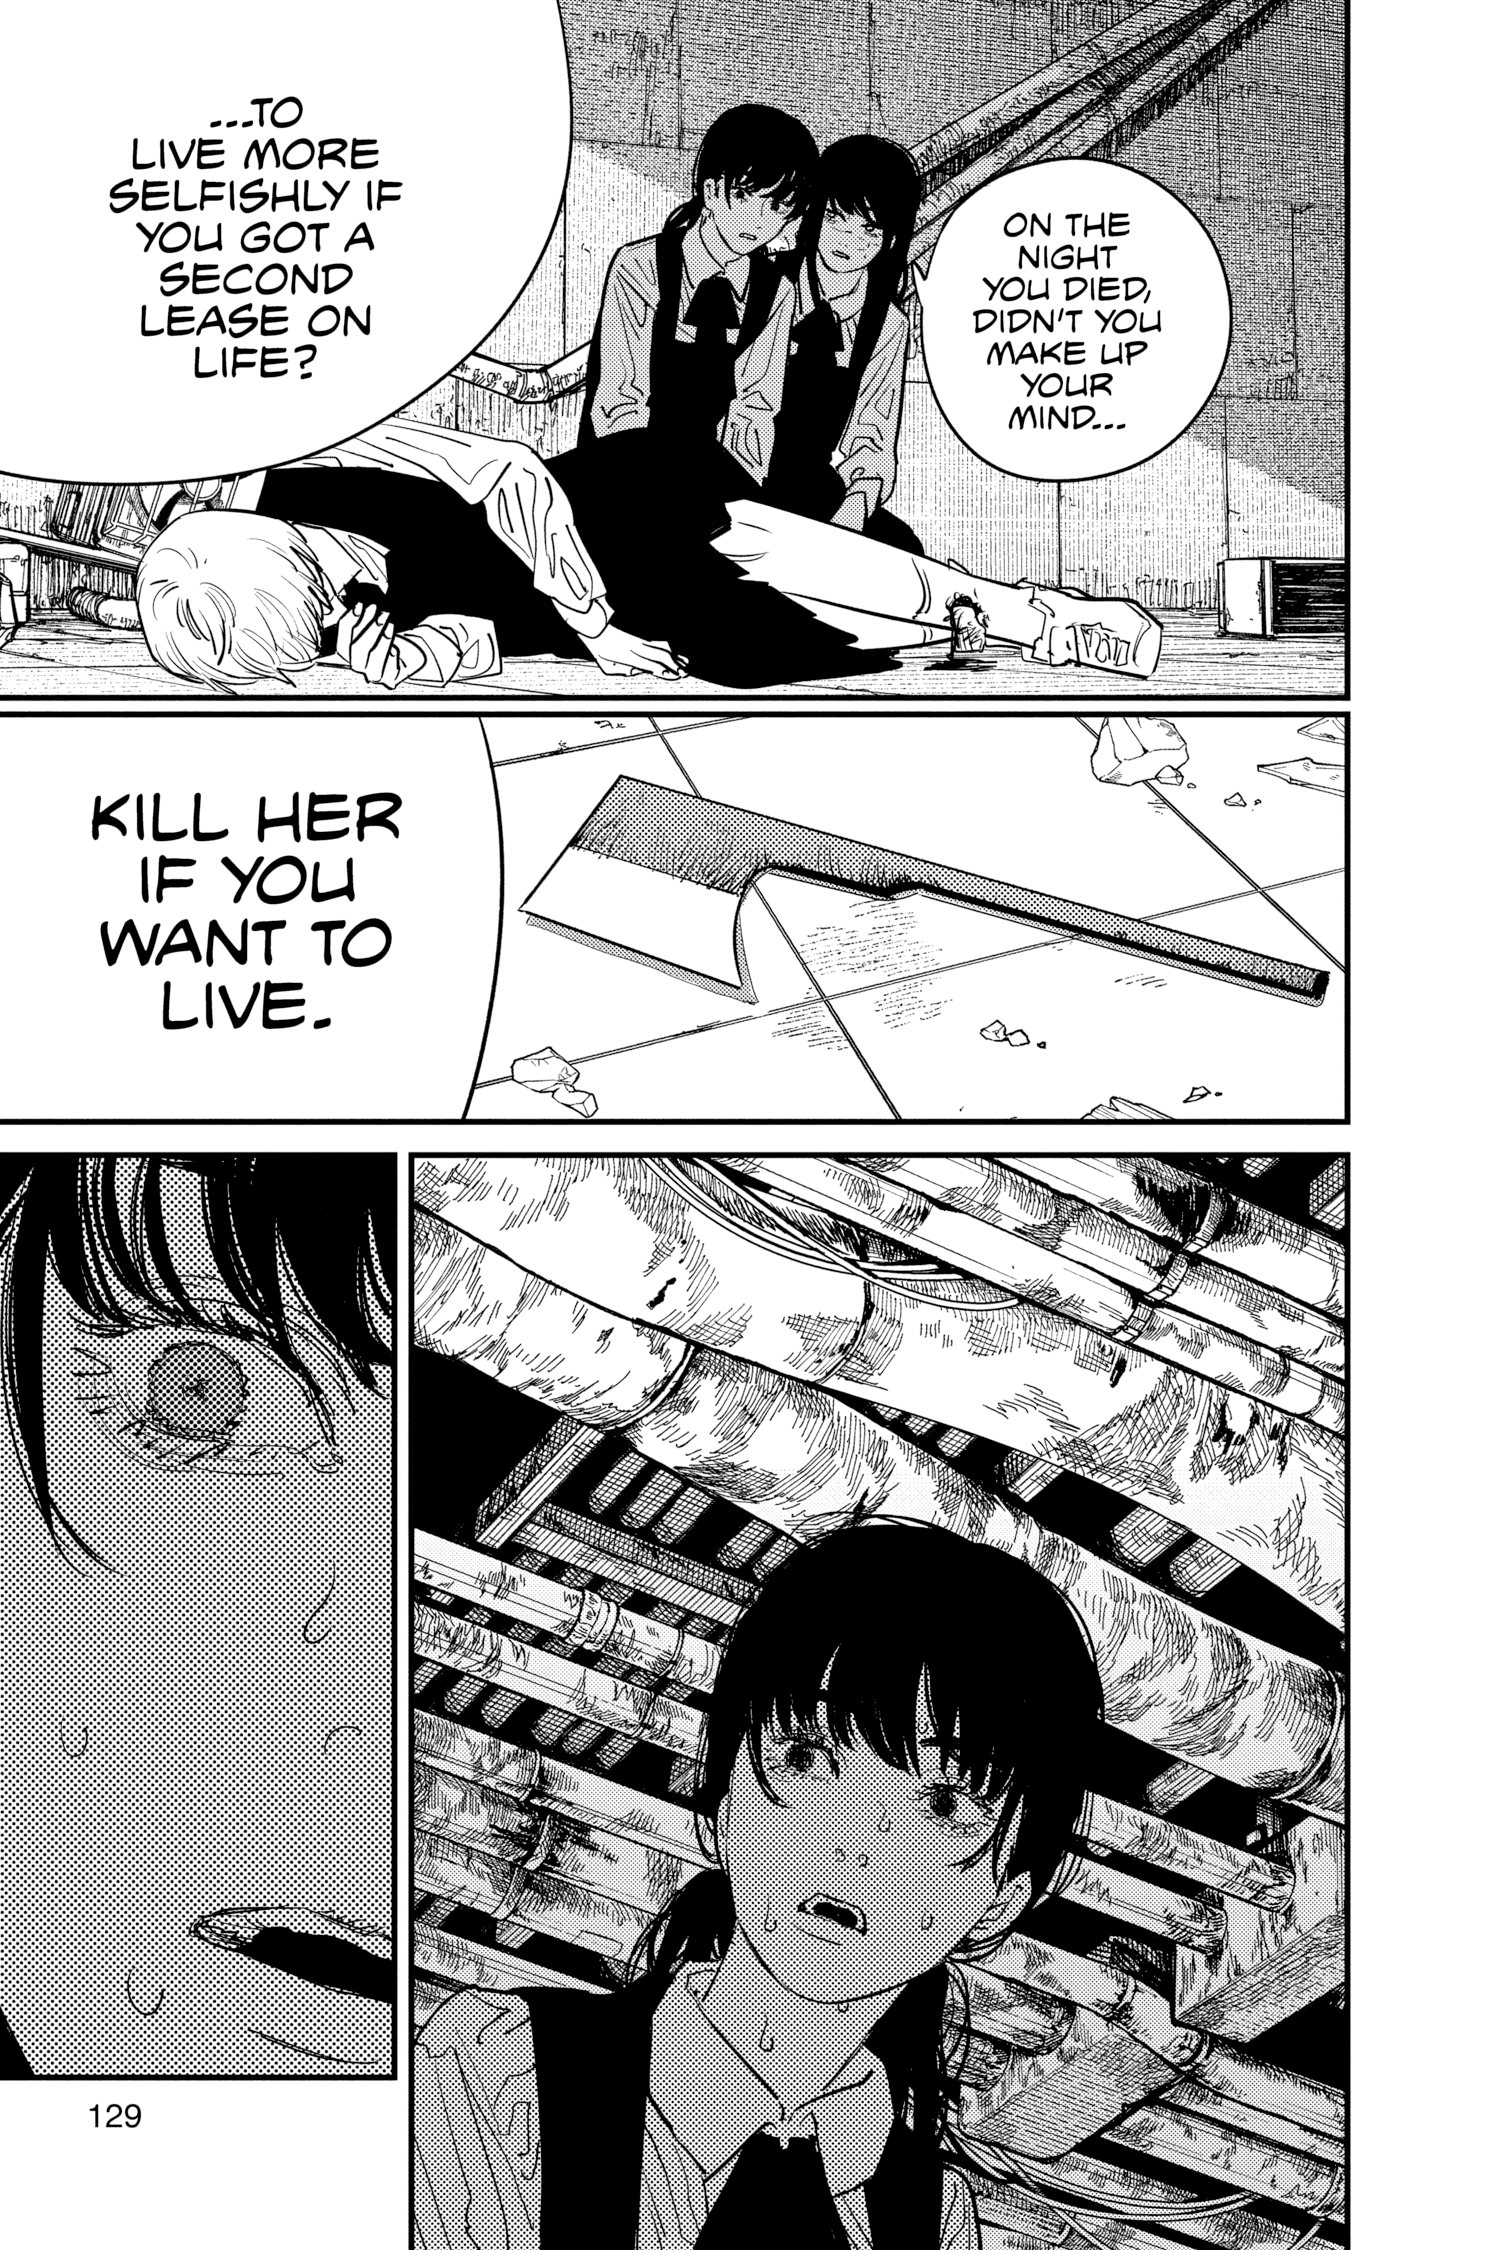 ON THE
NIGHT
YOU DIED,
DIDN'T YOU
MAKE UP
YOUR
MIND...
...TO
LIVE MORE
SELFISHLY IF
YOU GOT A
SECOND
LEASE ON
LIFE?
KILL HER
IF YOU
WANT TO
LIVE.
129